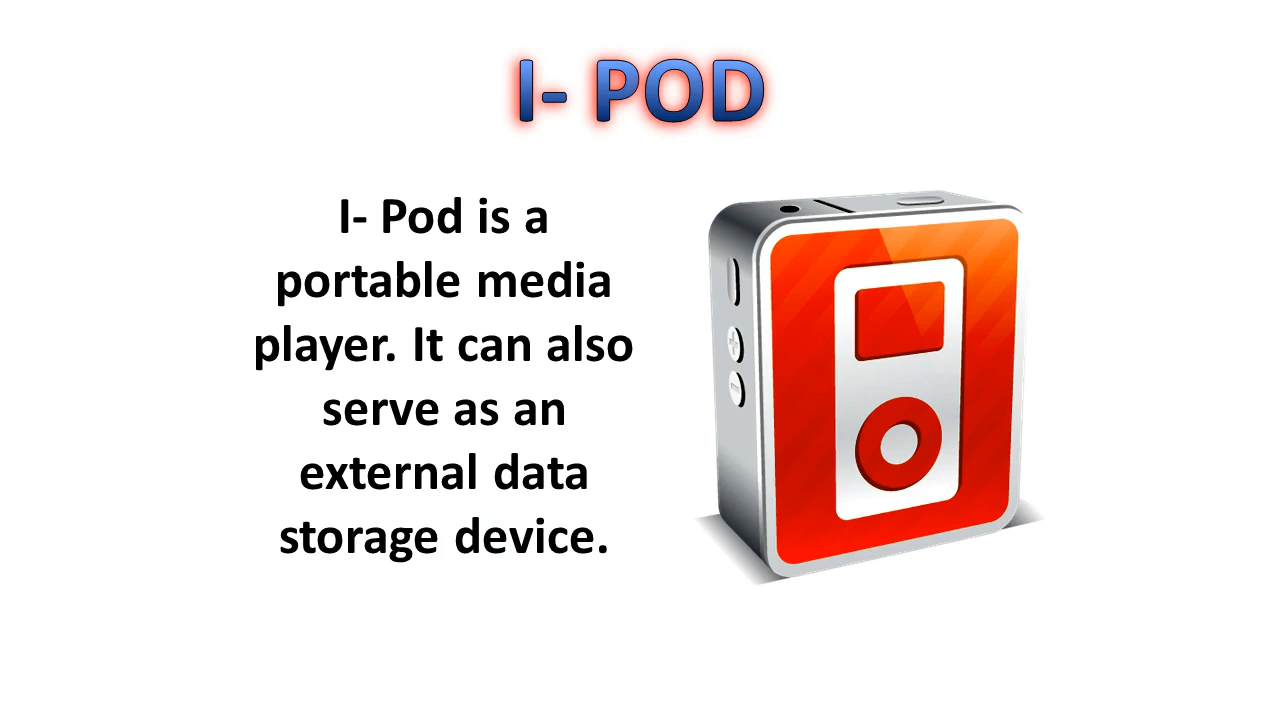 I- POD
I- Pod is a
portable media
player. It can also
serve as an
external data
storage device.